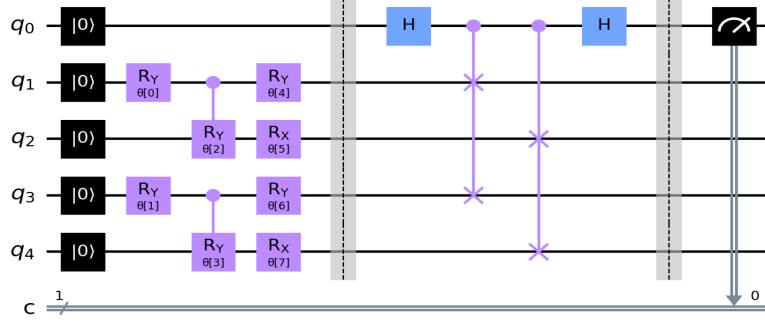 q0 |0⟩ H H
q1 |0⟩ RY θ[0] RY θ[4]
q2 |0⟩ RY θ[2] RX θ[5]
q3 |0⟩ RY θ[1] RY θ[6]
q4 |0⟩ RY θ[3] RX θ[7]
c 1 0